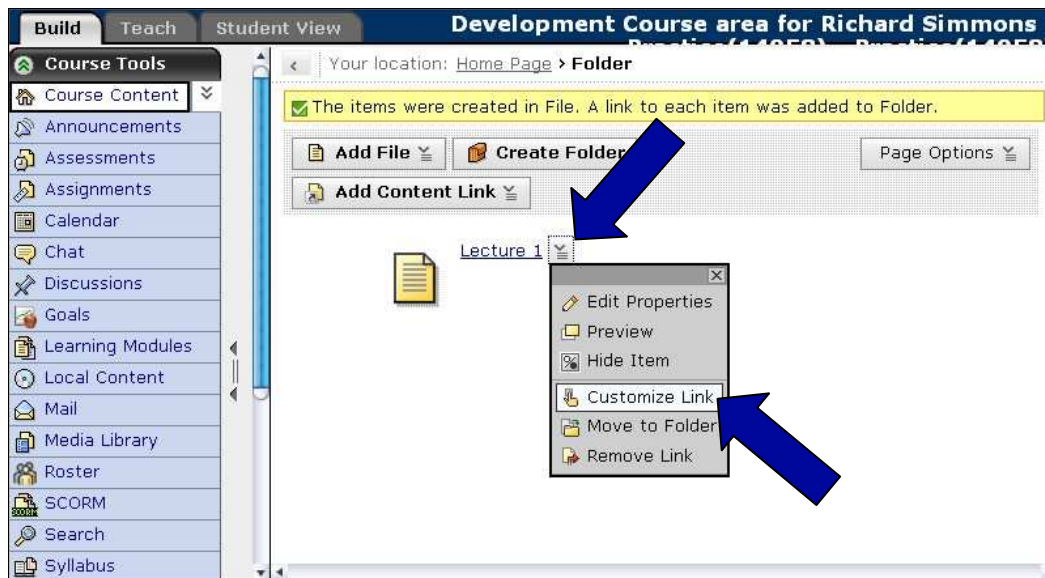 Build Teach Student View
Development Course area for Richard Simmons
Course Tools
Course Content
Announcements
Assessments
Assignments
Calendar
Chat
Discussions
Goals
Learning Modules
Local Content
Mail
Media Library
Roster
SCORM
Search
Syllabus
Your location: Home Page > Folder
The items were created in File. A link to each item was added to Folder.
Add File
Create Folder
Page Options
Add Content Link
Lecture 1
Edit Properties
Preview
Hide Item
Customize Link
Move to Folder
Remove Link